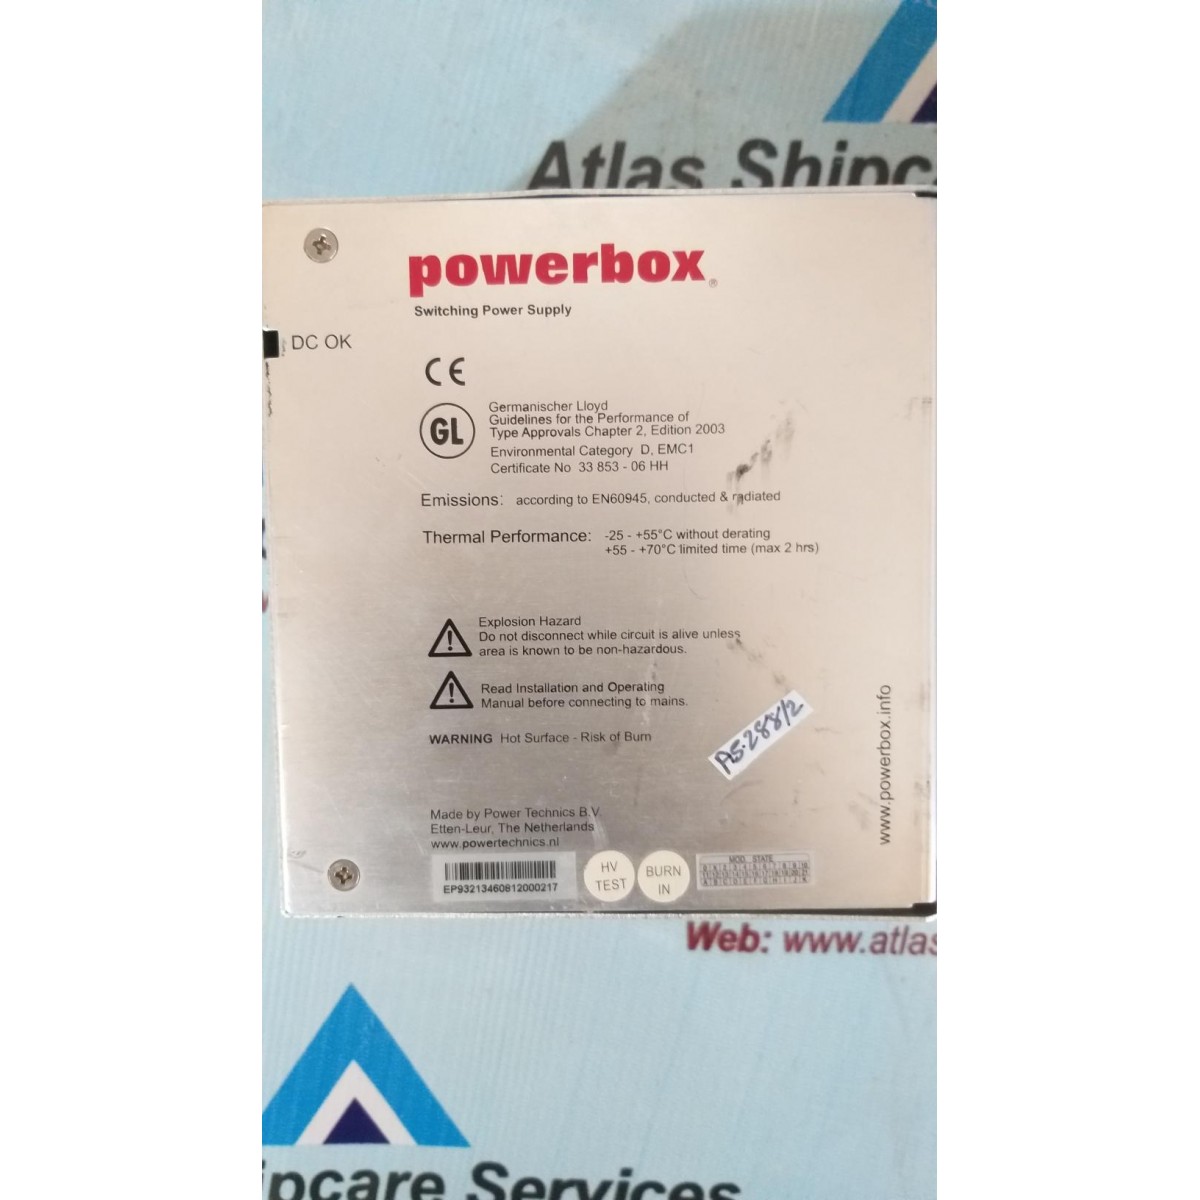 Atlas Shipc
powerbox®
Switching Power Supply
DC OK
CE
GL
Germanischer Lloyd
Guidelines for the Performance of
Type Approvals Chapter 2, Edition 2003
Environmental Category D, EMC1
Certificate No 33 853 - 06 HH
Emissions: according to EN60945, conducted & radiated
Thermal Performance: -25 - +55°C without derating
+55 - +70°C limited time (max 2 hrs)
Explosion Hazard
Do not disconnect while circuit is alive unless
area is known to be non-hazardous.
Read Installation and Operating
Manual before connecting to mains.
WARNING Hot Surface - Risk of Burn
AS-288/2
www.powerbox.info
Made by Power Technics B.V.
Etten-Leur, The Netherlands
www.powertechnics.nl
EP93213460812000217
HV
TEST
BURN
IN
MOD. STATE
Web: www.atlas
ipcare Services